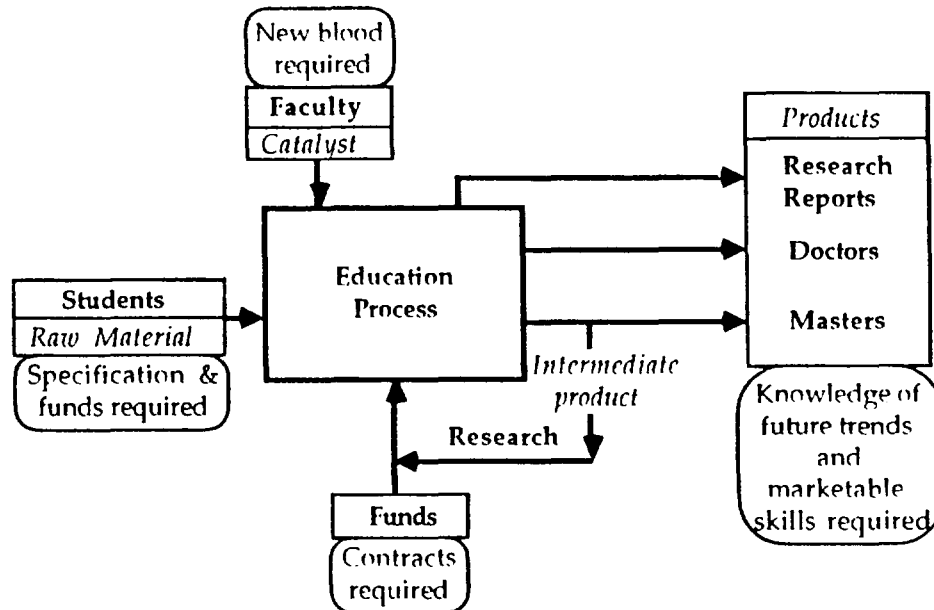 New blood
required
Faculty
Catalyst
Products
Research
Reports
Doctors
Masters
Education
Process
Students
Raw Material
Specification &
funds required
Intermediate
product
Research
Funds
Contracts
required
Knowledge of
future trends
and
marketable
skills required